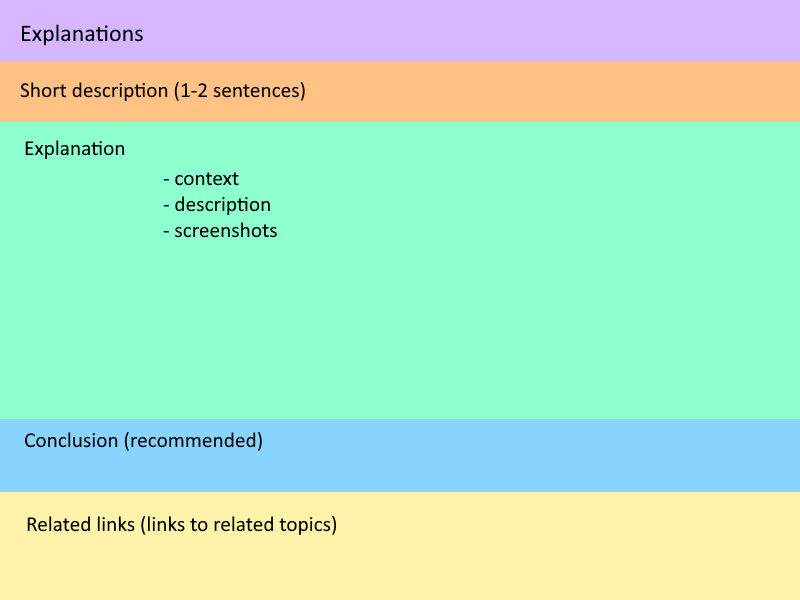 Explanations
Short description (1-2 sentences)
Explanation
- context
- description
- screenshots
Conclusion (recommended)
Related links (links to related topics)